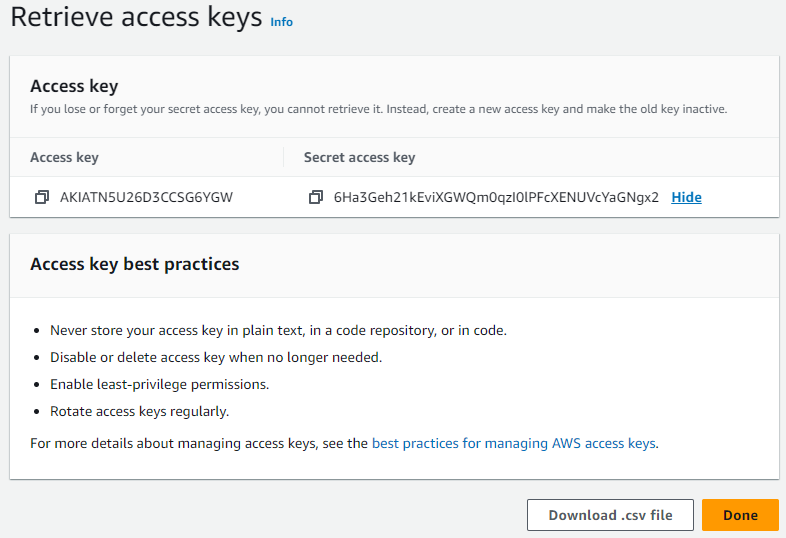 Retrieve access keys Info
Access key
If you lose or forget your secret access key, you cannot retrieve it. Instead, create a new access key and make the old key inactive.
Access key Secret access key
AKIATN5U26D3CCSG6YGW 6Ha3Geh21kEviXGWQm0qzI0lPFcXENUVcYaGNgx2 Hide
Access key best practices
• Never store your access key in plain text, in a code repository, or in code.
• Disable or delete access key when no longer needed.
• Enable least-privilege permissions.
• Rotate access keys regularly.
For more details about managing access keys, see the best practices for managing AWS access keys.
Download .csv file Done